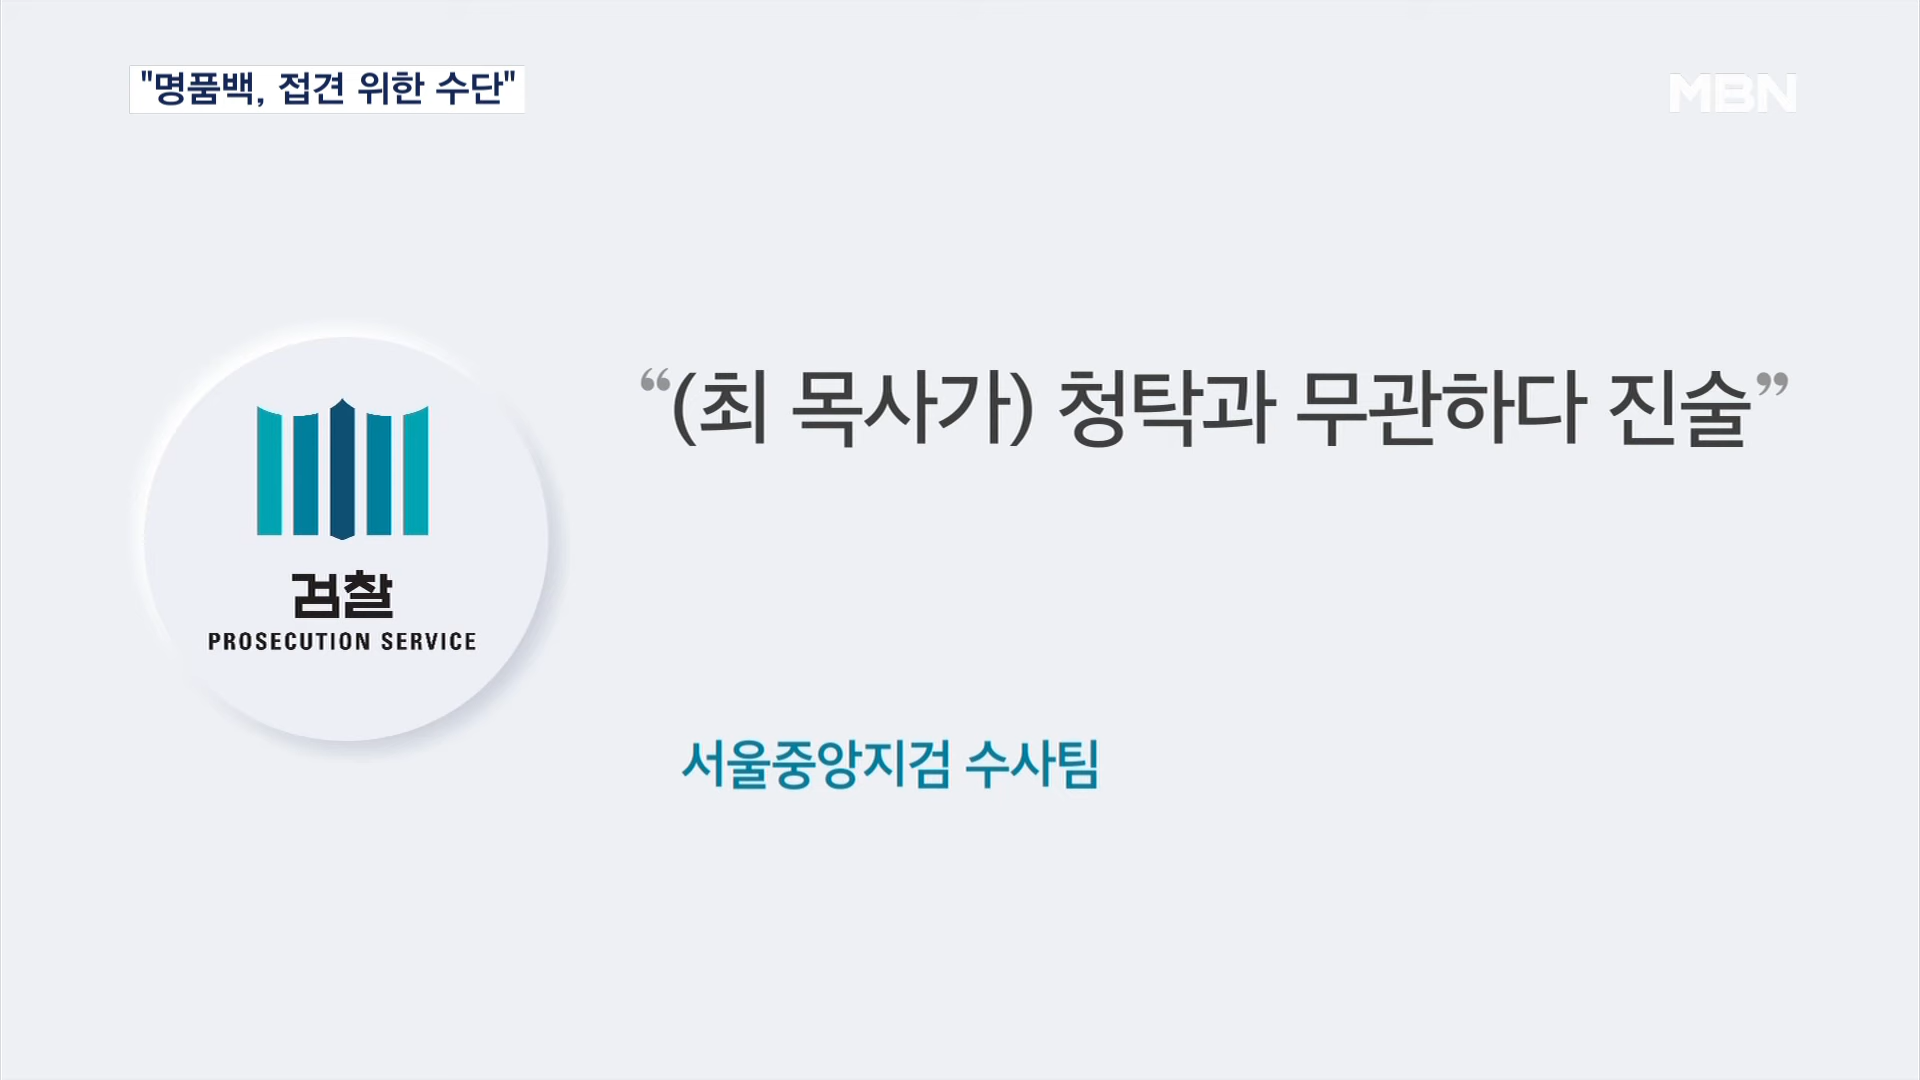 "명품백, 접견 위한 수단"
MBN
“(최 목사가) 청탁과 무관하다 진술”
검찰
PROSECUTION SERVICE
서울중앙지검 수사팀